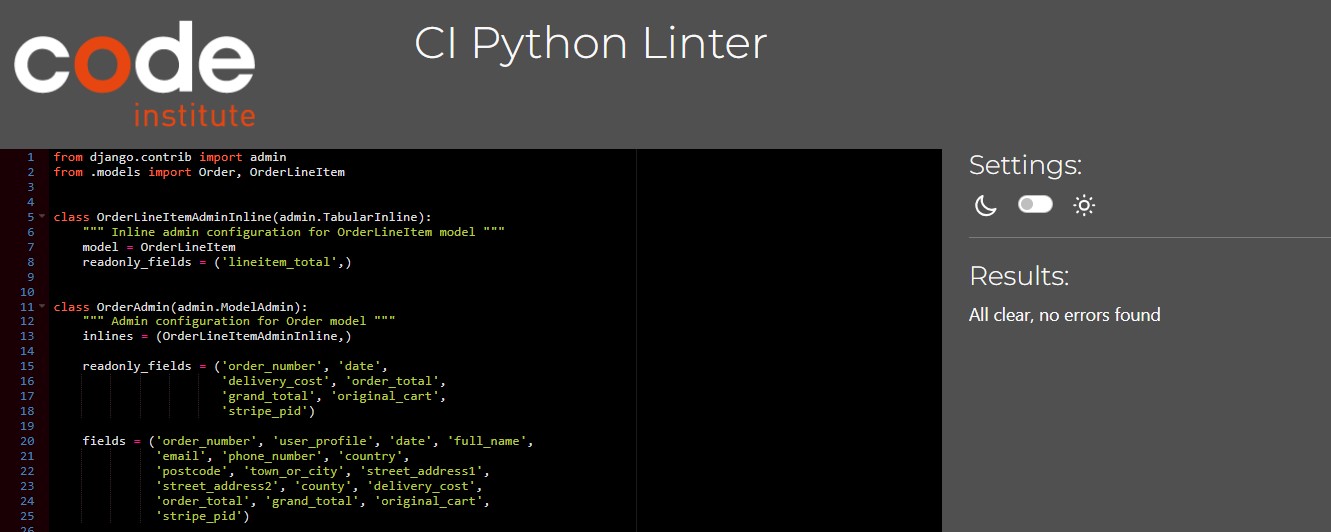 code
institute
CI Python Linter
1 from django.contrib import admin
2 from .models import Order, OrderLineItem
3
4
5 class OrderLineItemAdminInline(admin.TabularInline):
6     """ Inline admin configuration for OrderLineItem model """
7     model = OrderLineItem
8     readonly_fields = ('lineitem_total',)
9
10
11 class OrderAdmin(admin.ModelAdmin):
12     """ Admin configuration for Order model """
13     inlines = (OrderLineItemAdminInline,)
14
15     readonly_fields = ('order_number', 'date',
16                        'delivery_cost', 'order_total',
17                        'grand_total', 'original_cart',
18                        'stripe_pid')
19
20     fields = ('order_number', 'user_profile', 'date', 'full_name',
21               'email', 'phone_number', 'country',
22               'postcode', 'town_or_city', 'street_address1',
23               'street_address2', 'county', 'delivery_cost',
24               'order_total', 'grand_total', 'original_cart',
25               'stripe_pid')
26
Settings:
Results:
All clear, no errors found